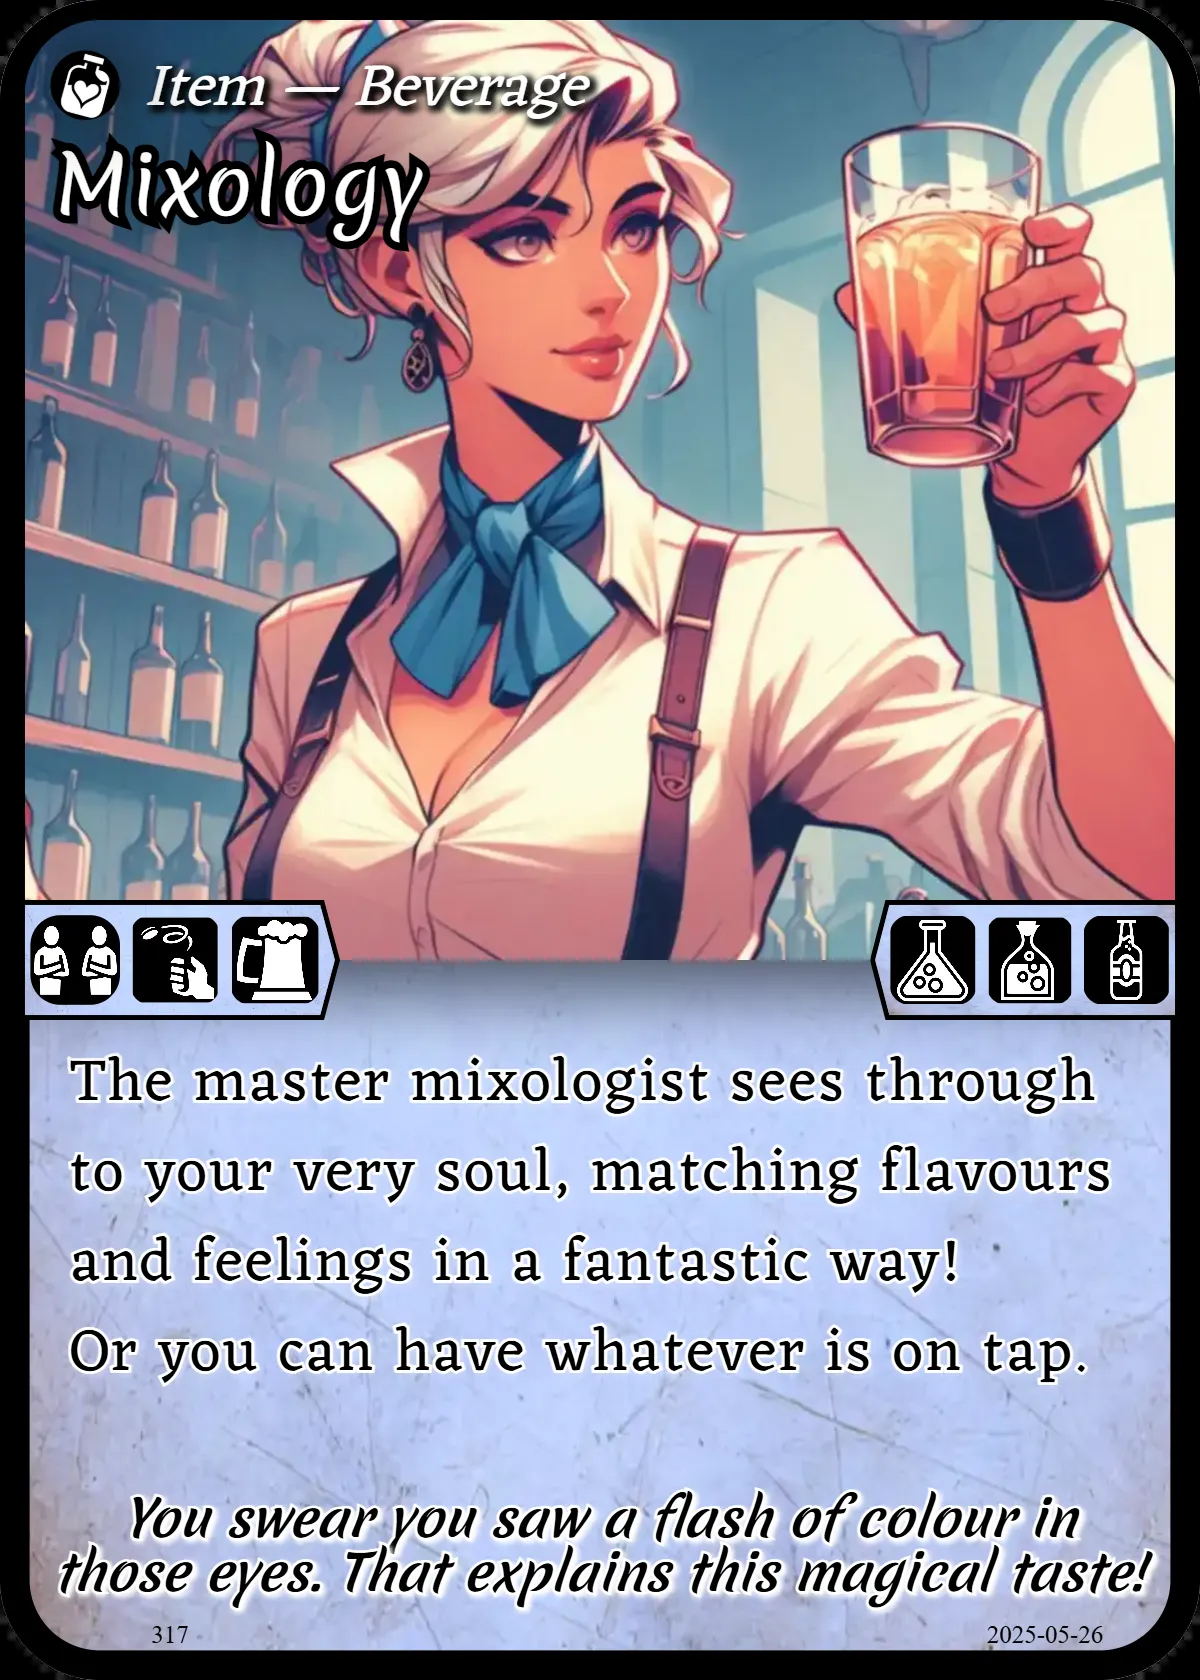 Item — Beverage
Mixology
The master mixologist sees through
to your very soul, matching flavours
and feelings in a fantastic way!
Or you can have whatever is on tap.
You swear you saw a flash of colour in
those eyes. That explains this magical taste!
317
2025-05-26